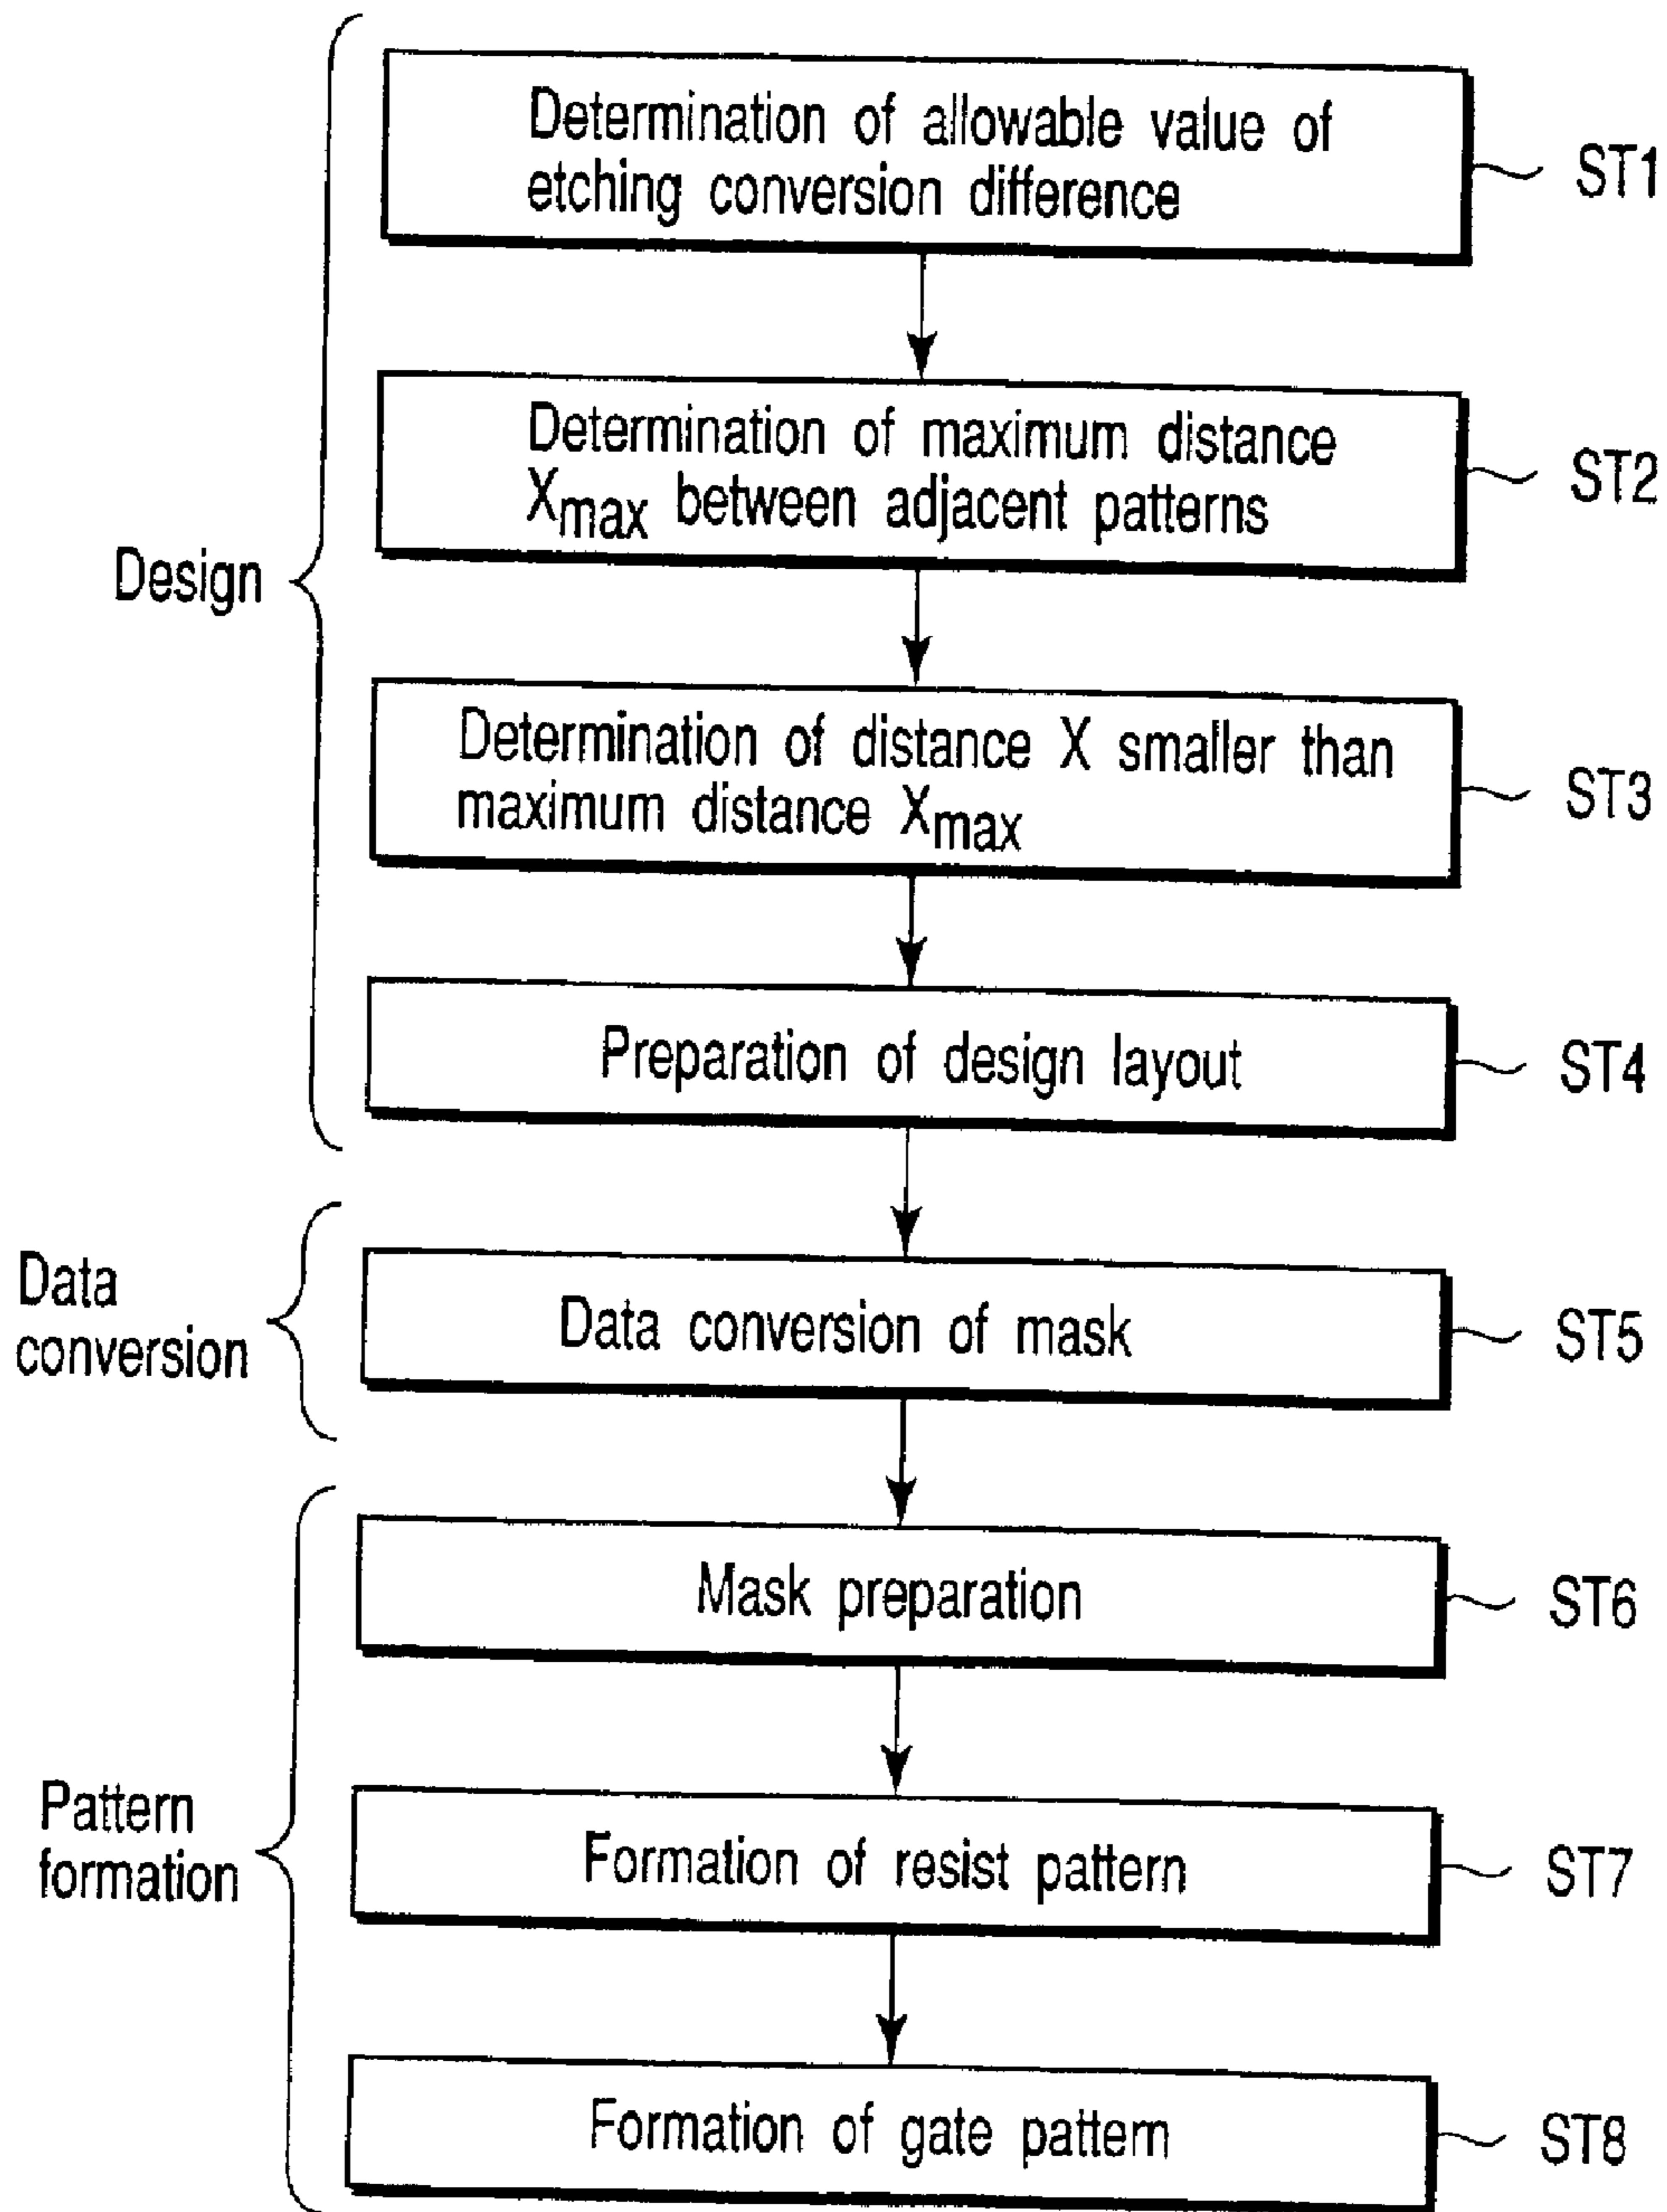 Determination of allowable value of
etching conversion difference
ST1
Determination of maximum distance
Xmax between adjacent patterns
ST2
Design
Determination of distance X smaller than
maximum distance Xmax
ST3
Preparation of design layout
ST4
Data
conversion
Data conversion of mask
ST5
Mask preparation
ST6
Pattern
formation
Formation of resist pattern
ST7
Formation of gate pattern
ST8